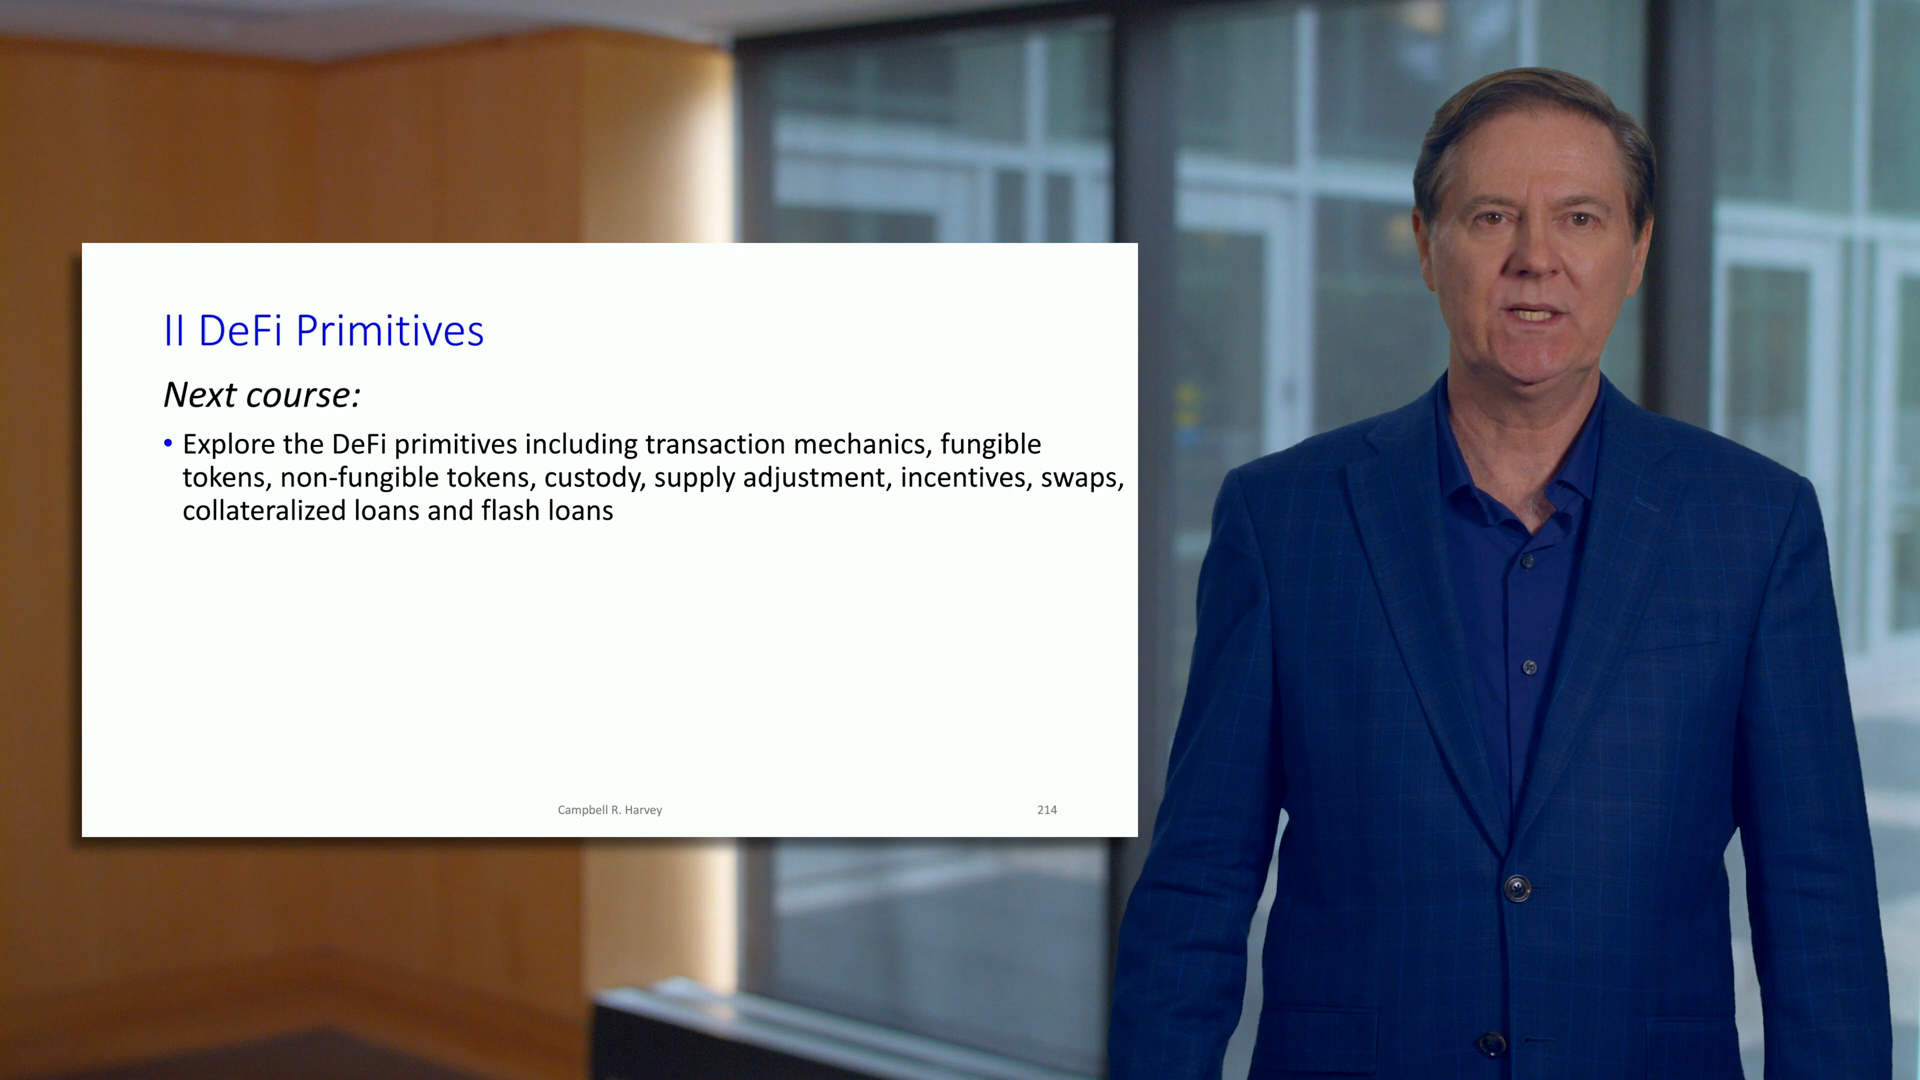 II DeFi Primitives
Next course:
• Explore the DeFi primitives including transaction mechanics, fungible
tokens, non-fungible tokens, custody, supply adjustment, incentives, swaps,
collateralized loans and flash loans
Campbell R. Harvey
214